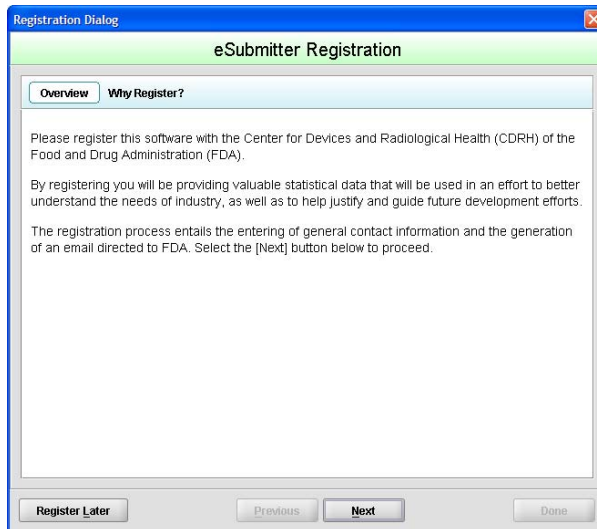 Registration Dialog
eSubmitter Registration
Overview Why Register?
Please register this software with the Center for Devices and Radiological Health (CDRH) of the
Food and Drug Administration (FDA).
By registering you will be providing valuable statistical data that will be used in an effort to better
understand the needs of industry, as well as to help justify and guide future development efforts.
The registration process entails the entering of general contact information and the generation
of an email directed to FDA. Select the [Next] button below to proceed.
Register Later Previous Next Done